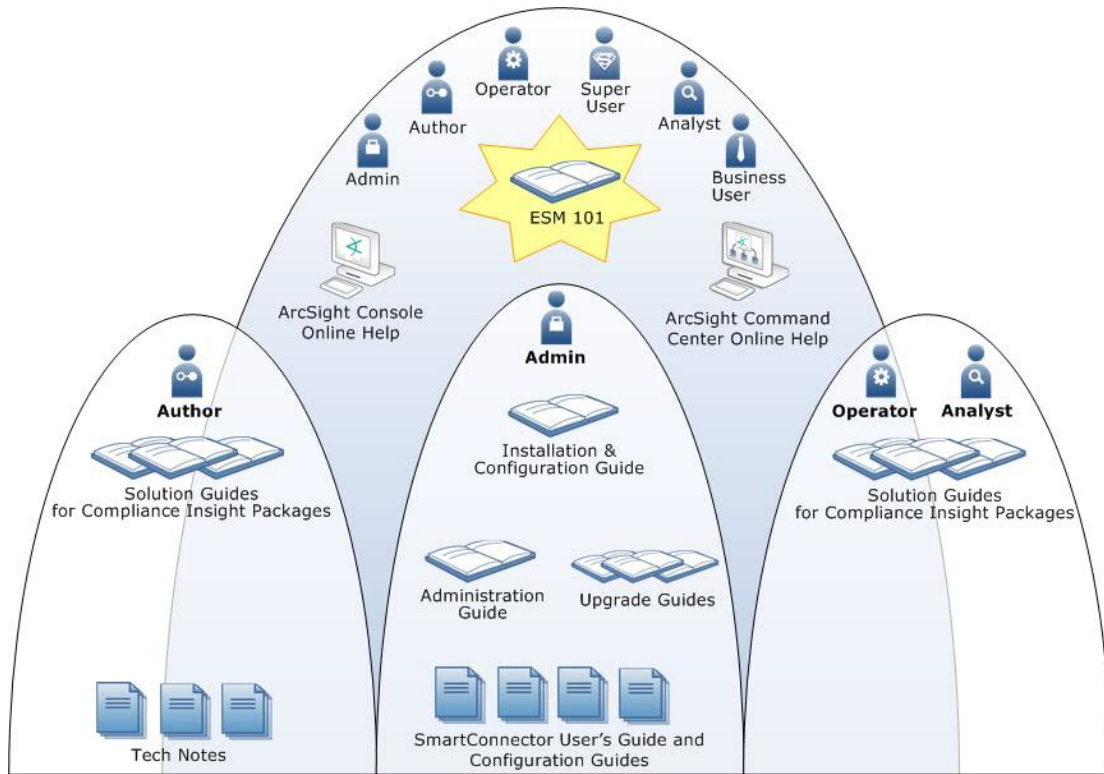 Operator
Super
User
Author
Analyst
Admin
Business
User
ESM 101
ArcSight Console
Online Help
ArcSight Command
Center Online Help
Admin
Author
Operator
Analyst
Installation &
Configuration Guide
Solution Guides
for Compliance Insight Packages
Solution Guides
for Compliance Insight Packages
Administration
Guide
Upgrade Guides
Tech Notes
SmartConnector User's Guide and
Configuration Guides